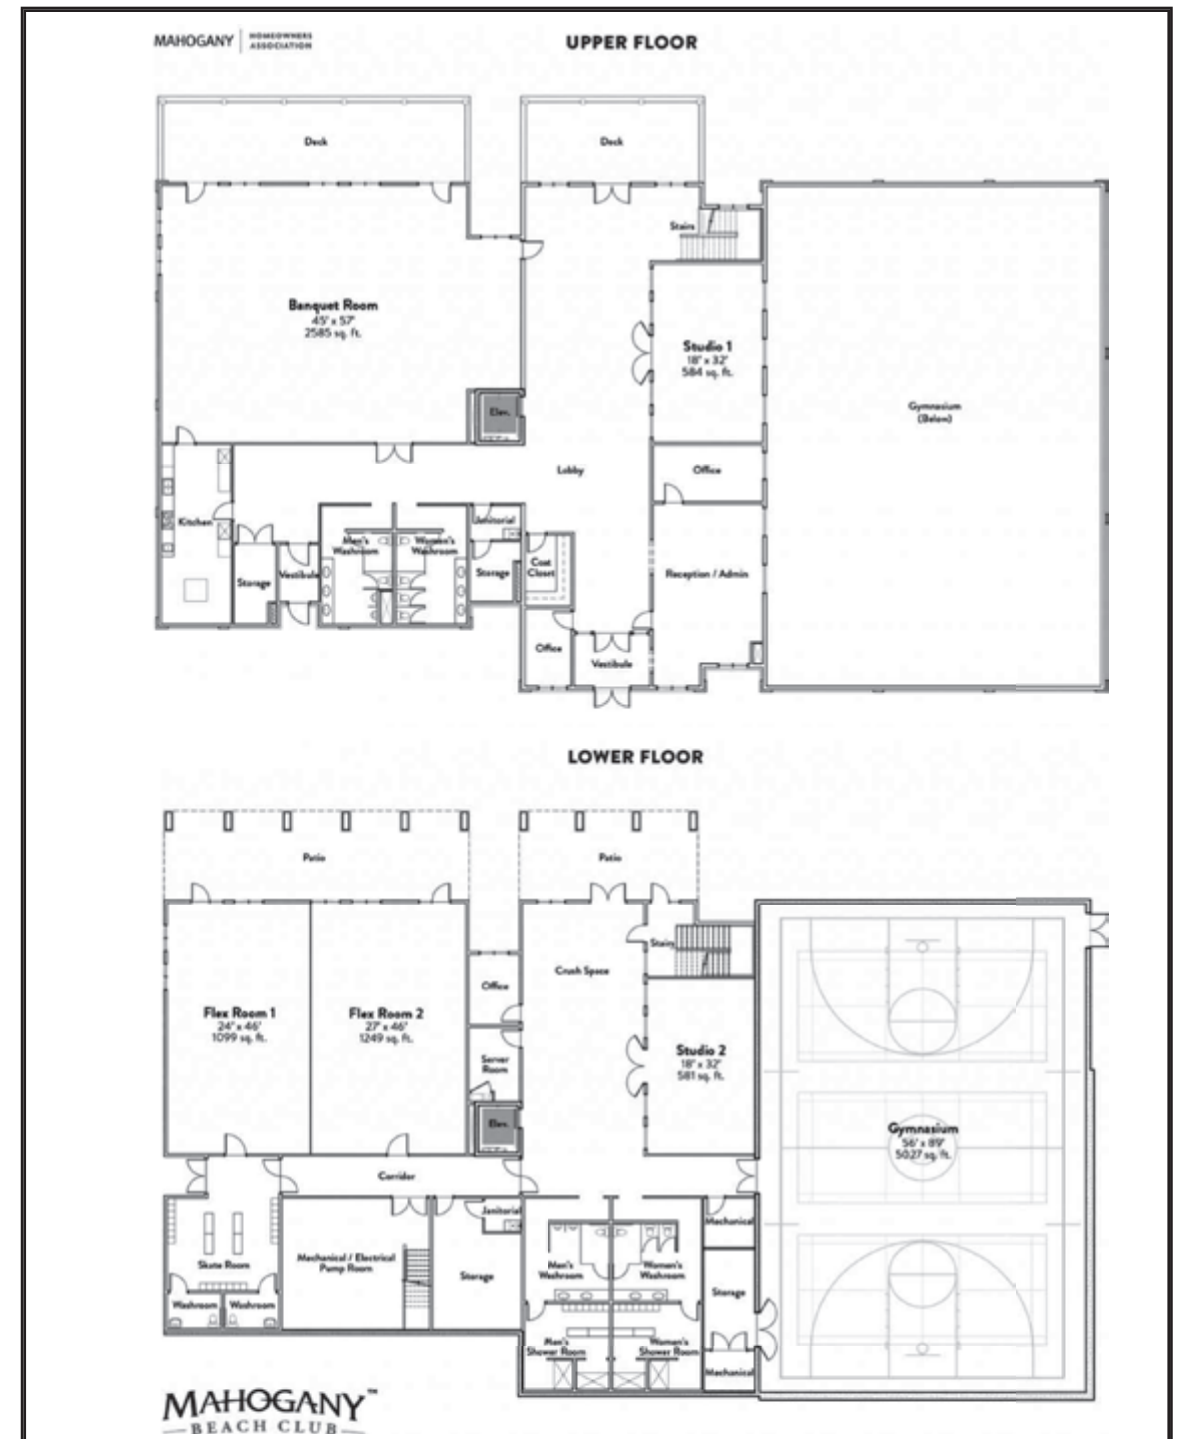 MAHOGANY
HOMEOWNERS
ASSOCIATION
UPPER FLOOR
Deck
Deck
Stairs
Banquet Room
45' x 57'
2585 sq. ft.
Studio 1
18' x 32'
584 sq. ft.
Elev.
Gymnasium
(Below)
Lobby
Office
Kitchen
Janitorial
Men's
Washroom
Women's
Washroom
Storage
Vestibule
Storage
Coat
Closet
Reception / Admin
Office
Vestibule
LOWER FLOOR
Patio
Patio
Stairs
Crush Space
Office
Flex Room 1
24' x 46'
1099 sq. ft.
Flex Room 2
27' x 46'
1249 sq. ft.
Server
Room
Studio 2
18' x 32'
581 sq. ft.
Elev.
Gymnasium
56' x 89'
5027 sq. ft.
Corridor
Janitorial
Mechanical
Skate Room
Mechanical / Electrical
Pump Room
Storage
Men's
Washroom
Women's
Washroom
Storage
Washroom
Washroom
Men's
Shower Room
Women's
Shower Room
Mechanical
MAHOGANY™
BEACH CLUB